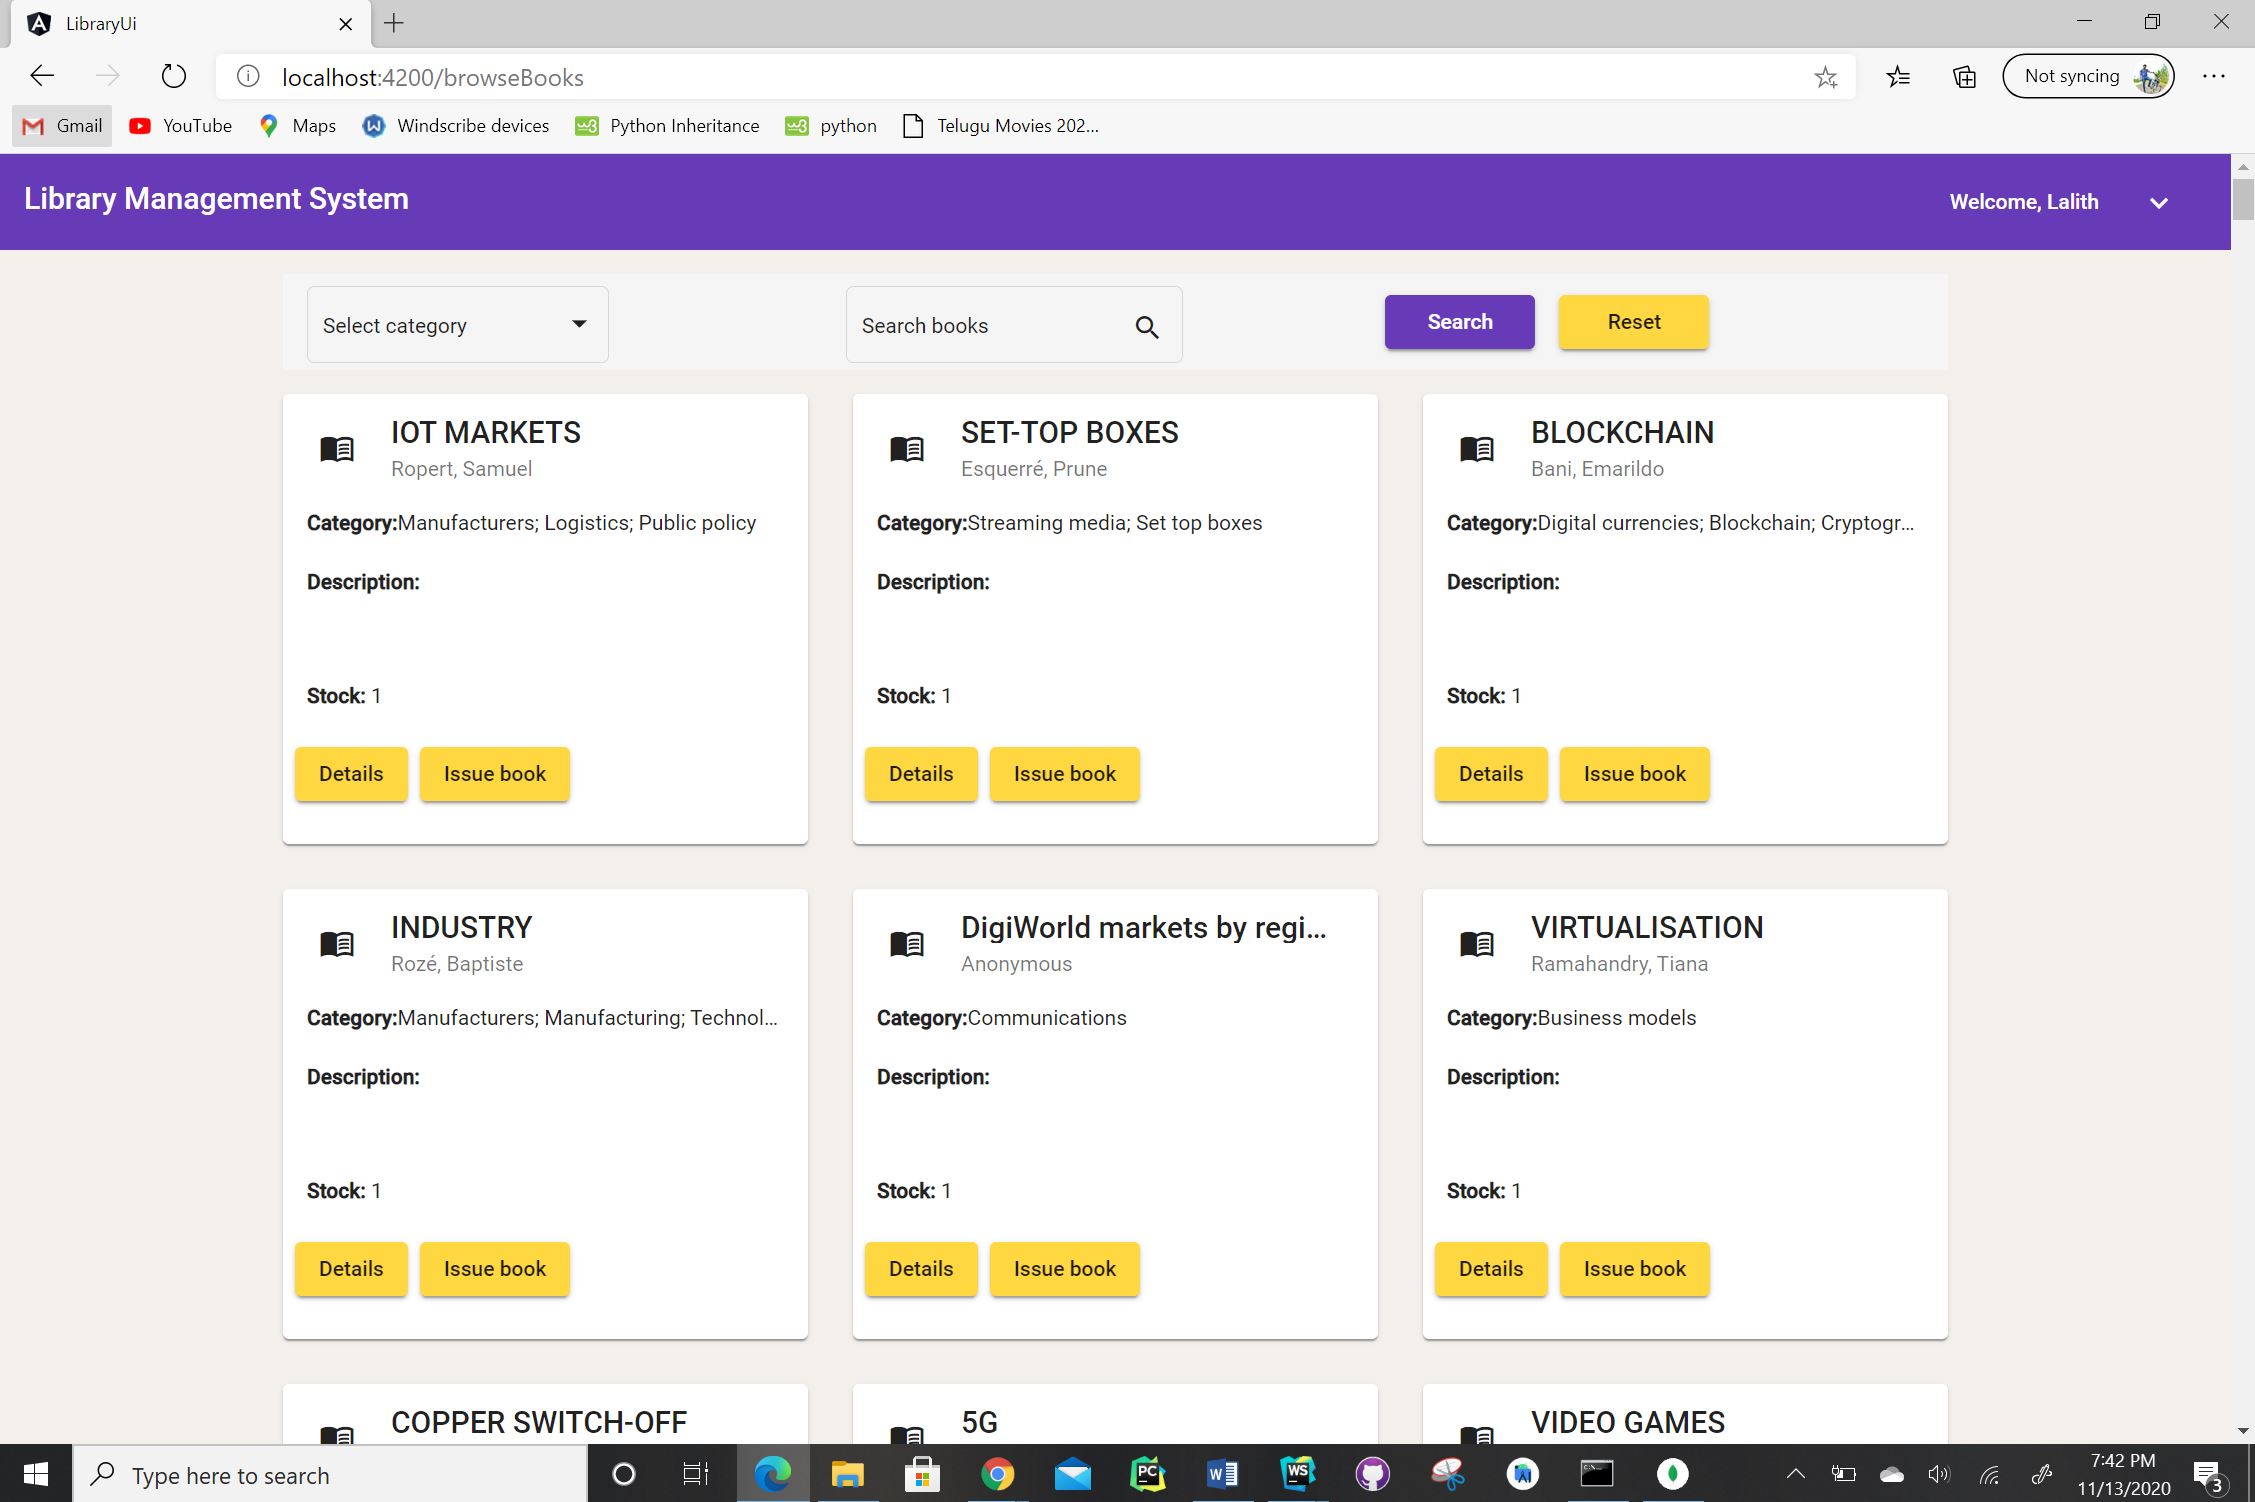 LibraryUi
localhost:4200/browseBooks
Not syncing
Gmail YouTube Maps Windscribe devices Python Inheritance python Telugu Movies 202...
Library Management System
Welcome, Lalith
Select category
Search books
Search
Reset
IOT MARKETS
Ropert, Samuel
Category:Manufacturers; Logistics; Public policy
Description:
Stock: 1
Details Issue book
SET-TOP BOXES
Esquerré, Prune
Category:Streaming media; Set top boxes
Description:
Stock: 1
Details Issue book
BLOCKCHAIN
Bani, Emarildo
Category:Digital currencies; Blockchain; Cryptogr...
Description:
Stock: 1
Details Issue book
INDUSTRY
Rozé, Baptiste
Category:Manufacturers; Manufacturing; Technol...
Description:
Stock: 1
Details Issue book
DigiWorld markets by regi...
Anonymous
Category:Communications
Description:
Stock: 1
Details Issue book
VIRTUALISATION
Ramahandry, Tiana
Category:Business models
Description:
Stock: 1
Details Issue book
COPPER SWITCH-OFF
5G
VIDEO GAMES
Type here to search
PC
W
WS
7:42 PM
11/13/2020
3